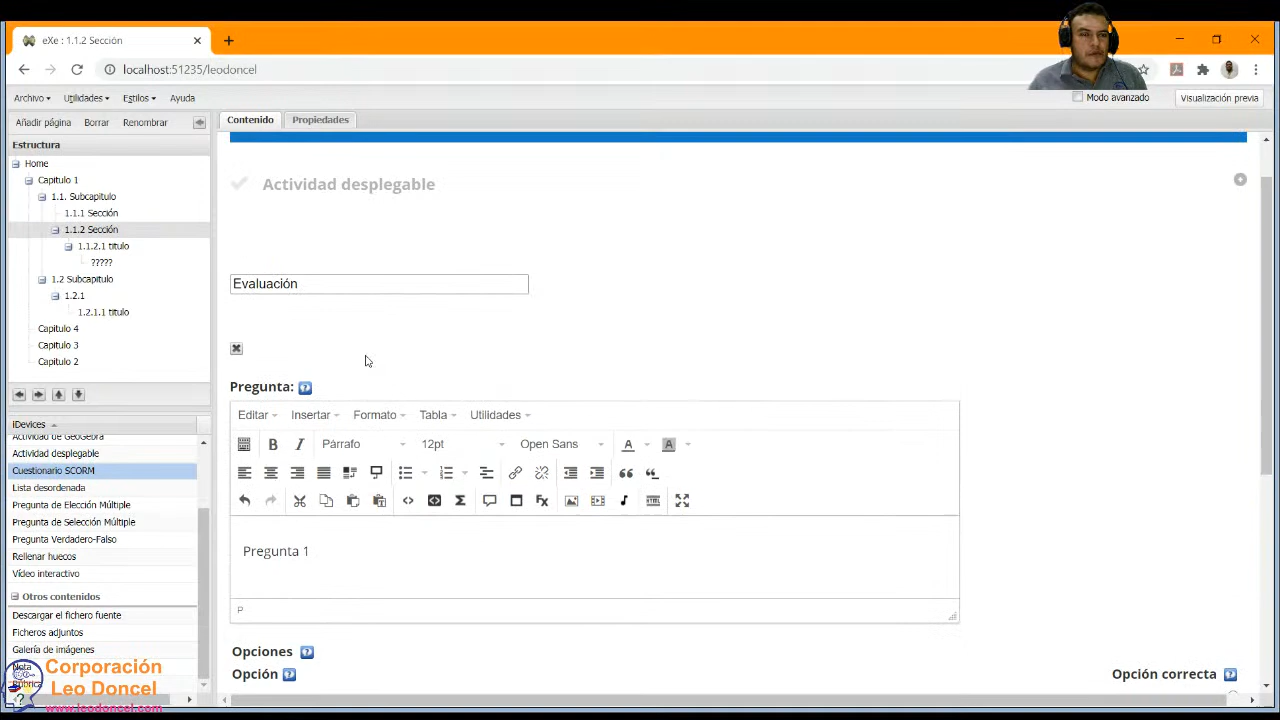 eXe : 1.1.2 Sección
localhost:51235/leodoncel
Archivo Utilidades Estilos Ayuda
Modo avanzado
Visualización previa
Añadir página Borrar Renombrar
Contenido Propiedades
Estructura
Home
Capitulo 1
1.1. Subcapitulo
1.1.1 Sección
1.1.2 Sección
1.1.2.1 titulo
?????
1.2 Subcapitulo
1.2.1
1.2.1.1 titulo
Capitulo 4
Capitulo 3
Capitulo 2
iDevices
Actividad de GeoGebra
Actividad desplegable
Cuestionario SCORM
Lista desordenada
Pregunta de Elección Múltiple
Pregunta de Selección Múltiple
Pregunta Verdadero-Falso
Rellenar huecos
Vídeo interactivo
Otros contenidos
Descargar el fichero fuente
Ficheros adjuntos
Galería de imágenes
Nota
Rúbrica
Corporación
Leo Doncel
www.leodoncel.com
Actividad desplegable
Evaluación
Pregunta:
Editar Insertar Formato Tabla Utilidades
B I Párrafo 12pt Open Sans A A
Pregunta 1
P
Opciones
Opción
Opción correcta